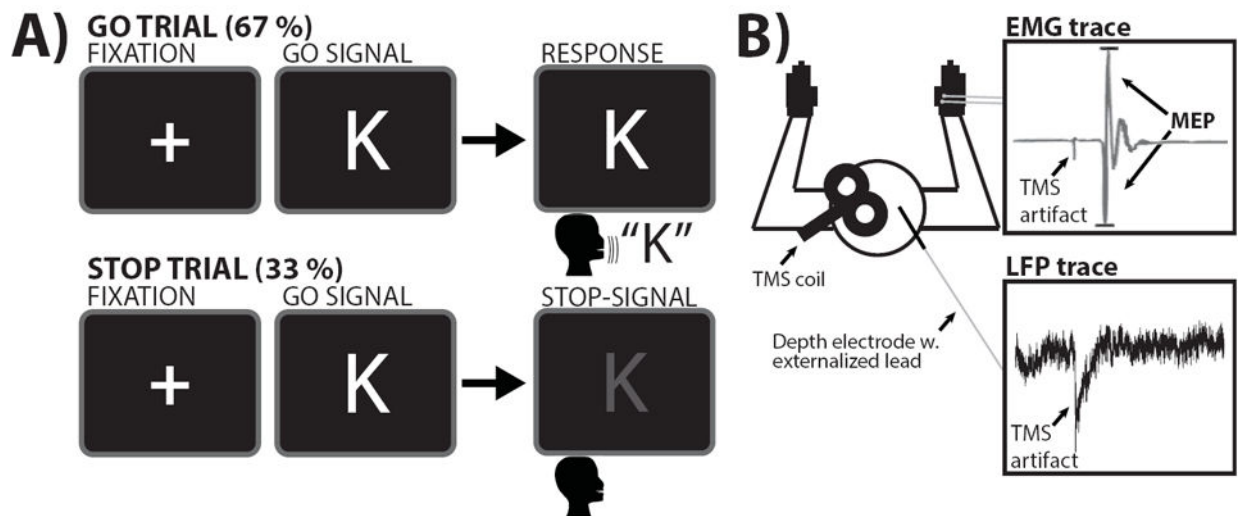 A)
GO TRIAL (67 %)
FIXATION
GO SIGNAL
RESPONSE
+
K
K
“K”
STOP TRIAL (33 %)
FIXATION
GO SIGNAL
STOP-SIGNAL
+
K
K
B)
EMG trace
MEP
TMS
artifact
TMS coil
LFP trace
Depth electrode w.
externalized lead
TMS
artifact